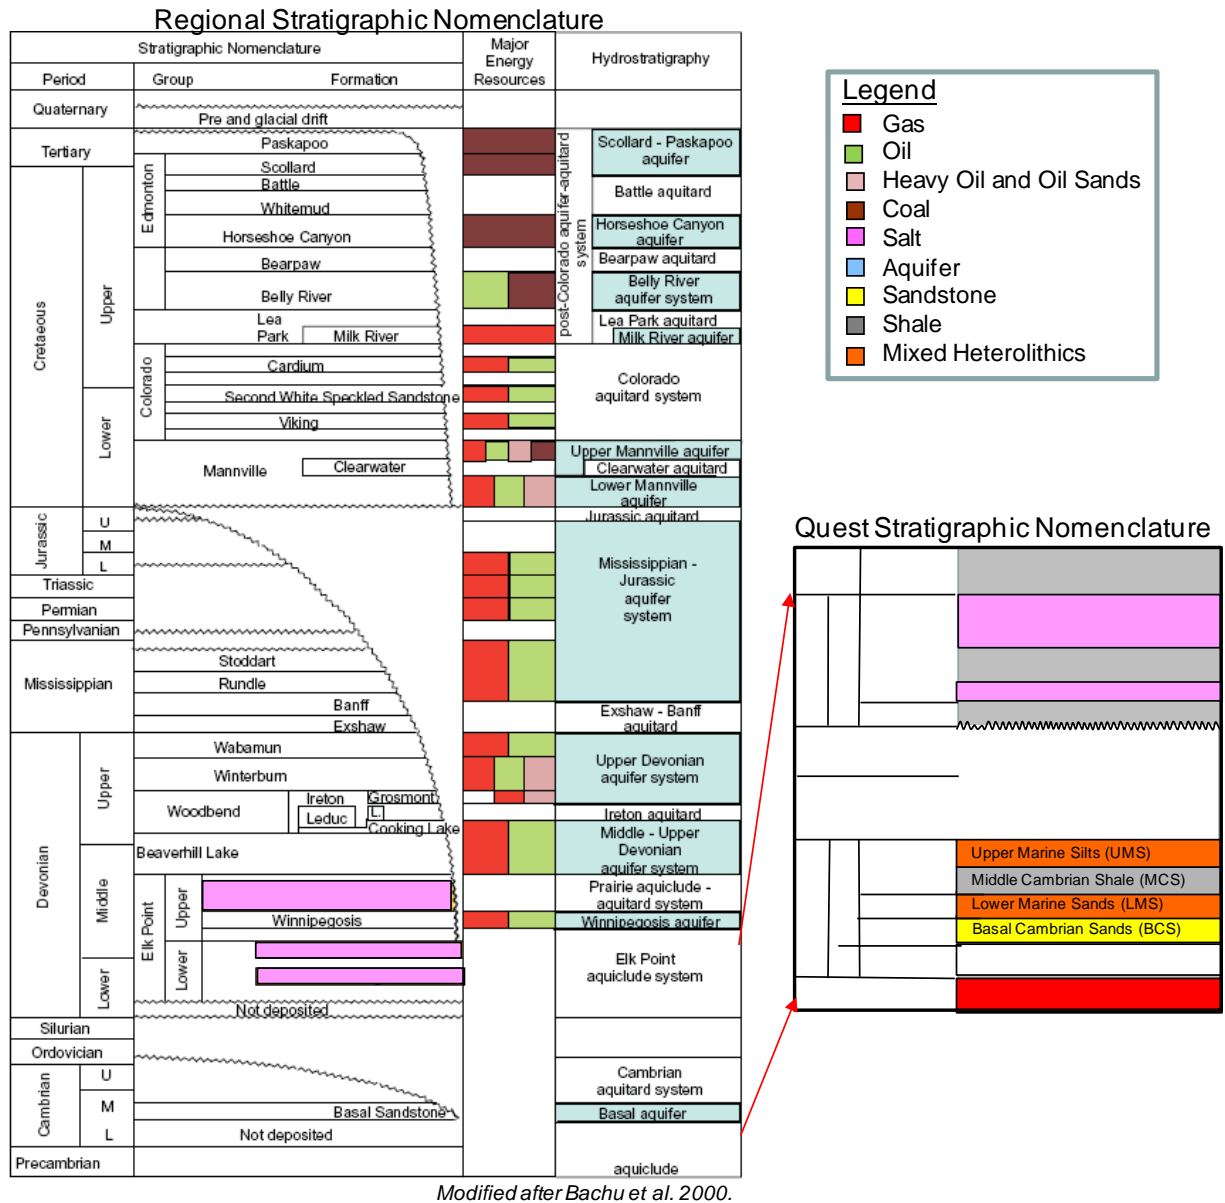 Regional Stratigraphic Nomenclature
Stratigraphic Nomenclature
Major
Energy
Resources
Hydrostratigraphy
Period
Group
Formation
Quaternary
Pre and glacial drift
Tertiary
Paskapoo
Scollard
Battle
Whitemud
Horseshoe Canyon
Bearpaw
Belly River
Lea
Park
Milk River
Edmonton
Cretaceous
Upper
Lower
Colorado
Cardium
Second White Speckled Sandstone
Viking
Mannville
Clearwater
Jurassic
U
M
L
Triassic
Permian
Pennsylvanian
Mississippian
Stoddart
Rundle
Banff
Exshaw
Devonian
Upper
Middle
Lower
Wabamun
Winterburn
Woodbend
Ireton
Leduc
Grosmont
L.
Cooking Lake
Beaverhill Lake
Elk Point
Upper
Lower
Winnipegosis
Not deposited
Silurian
Ordovician
Cambrian
U
M
L
Basal Sandstone
Not deposited
Precambrian
post-Colorado aquifer-aquitard
system
Scollard - Paskapoo
aquifer
Battle aquitard
Horseshoe Canyon
aquifer
Bearpaw aquitard
Belly River
aquifer system
Lea Park aquitard
Milk River aquifer
Colorado
aquitard system
Upper Mannville aquifer
Clearwater aquitard
Lower Mannville
aquifer
Jurassic aquitard
Mississippian -
Jurassic
aquifer
system
Exshaw - Banff
aquitard
Upper Devonian
aquifer system
Ireton aquitard
Middle - Upper
Devonian
aquifer system
Prairie aquiclude -
aquitard system
Winnipegosis aquifer
Elk Point
aquiclude system
Cambrian
aquitard system
Basal aquifer
aquiclude
Modified after Bachu et al. 2000.
Legend
Gas
Oil
Heavy Oil and Oil Sands
Coal
Salt
Aquifer
Sandstone
Shale
Mixed Heterolithics
Quest Stratigraphic Nomenclature
Upper Marine Silts (UMS)
Middle Cambrian Shale (MCS)
Lower Marine Sands (LMS)
Basal Cambrian Sands (BCS)